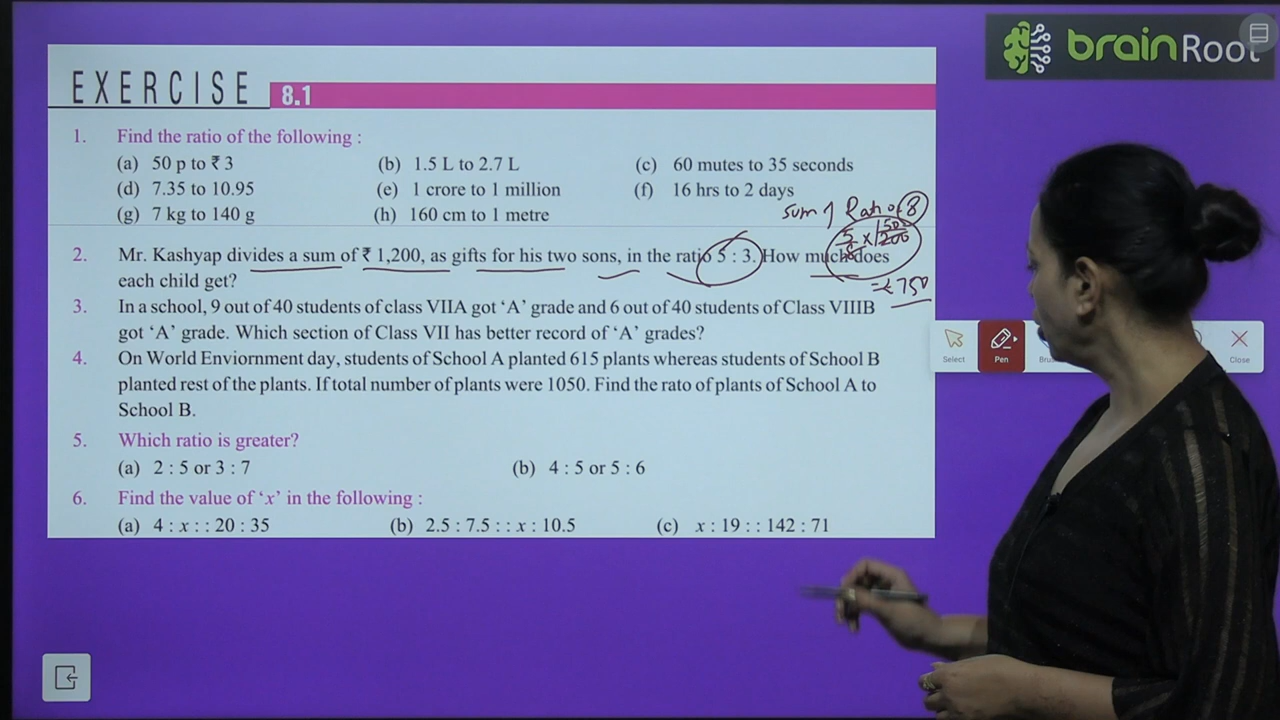 brainRoot
EXERCISE 8.1
1. Find the ratio of the following :
(a) 50 p to ₹ 3 (b) 1.5 L to 2.7 L (c) 60 mutes to 35 seconds
(d) 7.35 to 10.95 (e) 1 crore to 1 million (f) 16 hrs to 2 days
(g) 7 kg to 140 g (h) 160 cm to 1 metre
Sum of Ratio 8
2. Mr. Kashyap divides a sum of ₹ 1,200, as gifts for his two sons, in the ratio 5 : 3. How much does
each child get?
= ₹ 750
3. In a school, 9 out of 40 students of class VIIA got ‘A’ grade and 6 out of 40 students of Class VIIIB
got ‘A’ grade. Which section of Class VII has better record of ‘A’ grades?
4. On World Enviornment day, students of School A planted 615 plants whereas students of School B
planted rest of the plants. If total number of plants were 1050. Find the rato of plants of School A to
School B.
5. Which ratio is greater?
(a) 2 : 5 or 3 : 7 (b) 4 : 5 or 5 : 6
6. Find the value of ‘x’ in the following :
(a) 4 : x : : 20 : 35 (b) 2.5 : 7.5 : : x : 10.5 (c) x : 19 : : 142 : 71
Select Pen Close